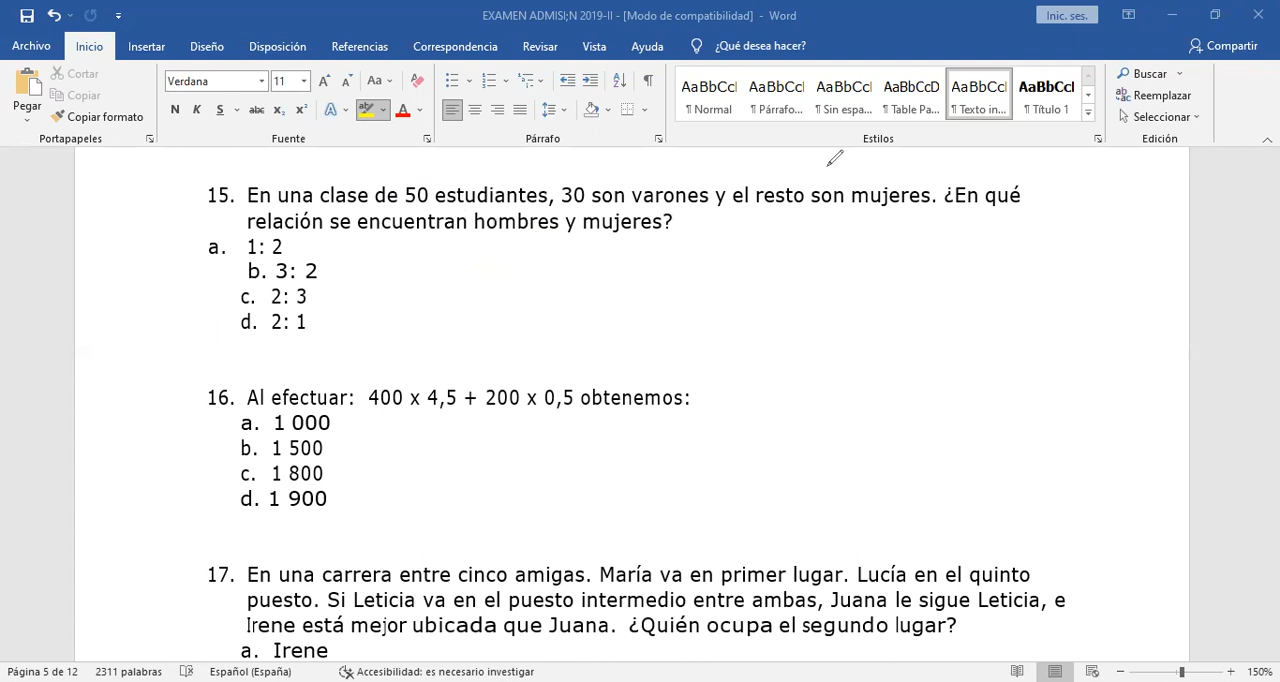 EXAMEN ADMISI;N 2019-II - [Modo de compatibilidad] - Word
Inic. ses.
Archivo Inicio Insertar Diseño Disposición Referencias Correspondencia Revisar Vista Ayuda ¿Qué desea hacer? Compartir
Pegar
Cortar
Copiar
Copiar formato
Portapapeles
Verdana 11
N K S abc x₂ x²
Fuente
Párrafo
AaBbCcI AaBbCcI AaBbCcI AaBbCcD AaBbCcI AaBbCcI
¶ Normal ¶ Párrafo... ¶ Sin espa... ¶ Table Pa... ¶ Texto in... ¶ Título 1
Estilos
Buscar
Reemplazar
Seleccionar
Edición
15. En una clase de 50 estudiantes, 30 son varones y el resto son mujeres. ¿En qué
relación se encuentran hombres y mujeres?
a. 1: 2
b. 3: 2
c. 2: 3
d. 2: 1
16. Al efectuar: 400 x 4,5 + 200 x 0,5 obtenemos:
a. 1 000
b. 1 500
c. 1 800
d. 1 900
17. En una carrera entre cinco amigas. María va en primer lugar. Lucía en el quinto
puesto. Si Leticia va en el puesto intermedio entre ambas, Juana le sigue Leticia, e
Irene está mejor ubicada que Juana. ¿Quién ocupa el segundo lugar?
a. Irene
Página 5 de 12 2311 palabras Español (España) Accesibilidad: es necesario investigar 150%